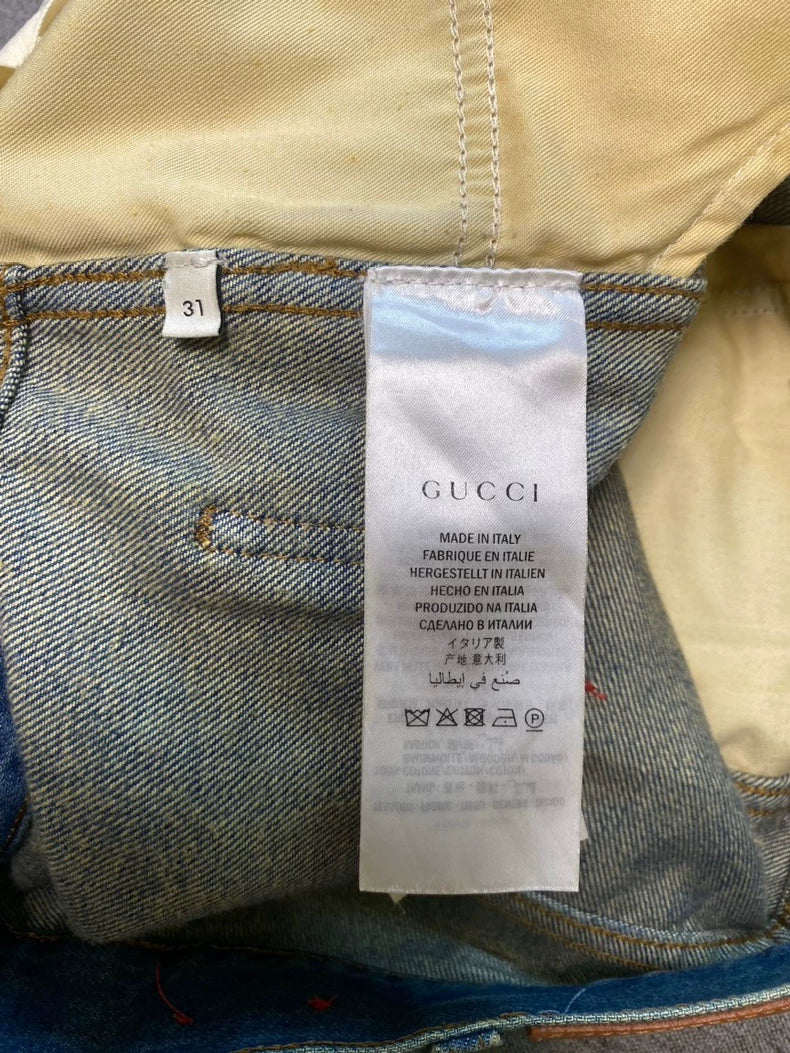 31
GUCCI
MADE IN ITALY
FABRIQUE EN ITALIE
HERGESTELLT IN ITALIEN
HECHO EN ITALIA
PRODUZIDO NA ITALIA
СДЕЛАНО В ИТАЛИИ
イタリア製
产地:意大利
صنع في إيطاليا